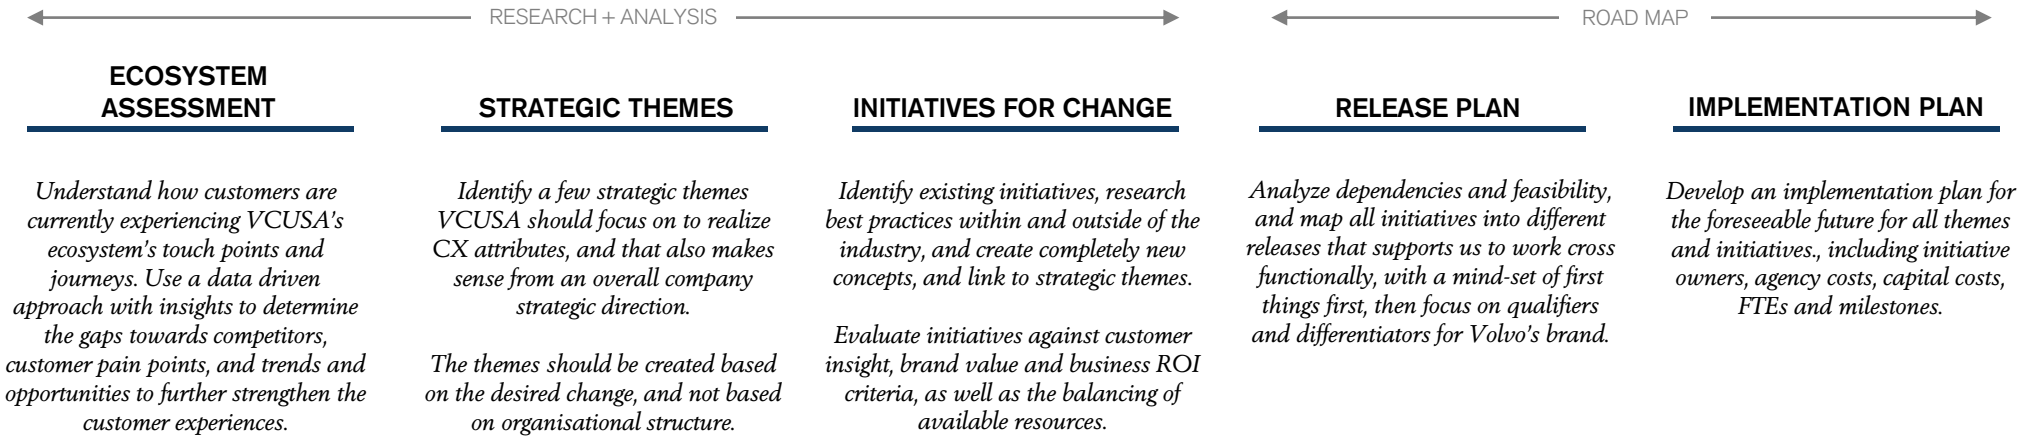 RESEARCH + ANALYSIS
ROAD MAP
ECOSYSTEM
ASSESSMENT
Understand how customers are
currently experiencing VCUSA's
ecosystem's touch points and
journeys. Use a data driven
approach with insights to determine
the gaps towards competitors,
customer pain points, and trends and
opportunities to further strengthen the
customer experiences.
STRATEGIC THEMES
Identify a few strategic themes
VCUSA should focus on to realize
CX attributes, and that also makes
sense from an overall company
strategic direction.
The themes should be created based
on the desired change, and not based
on organisational structure.
INITIATIVES FOR CHANGE
Identify existing initiatives, research
best practices within and outside of the
industry, and create completely new
concepts, and link to strategic themes.
Evaluate initiatives against customer
insight, brand value and business ROI
criteria, as well as the balancing of
available resources.
RELEASE PLAN
Analyze dependencies and feasibility,
and map all initiatives into different
releases that supports us to work cross
functionally, with a mind-set of first
things first, then focus on qualifiers
and differentiators for Volvo's brand.
IMPLEMENTATION PLAN
Develop an implementation plan for
the foreseeable future for all themes
and initiatives., including initiative
owners, agency costs, capital costs,
FTEs and milestones.